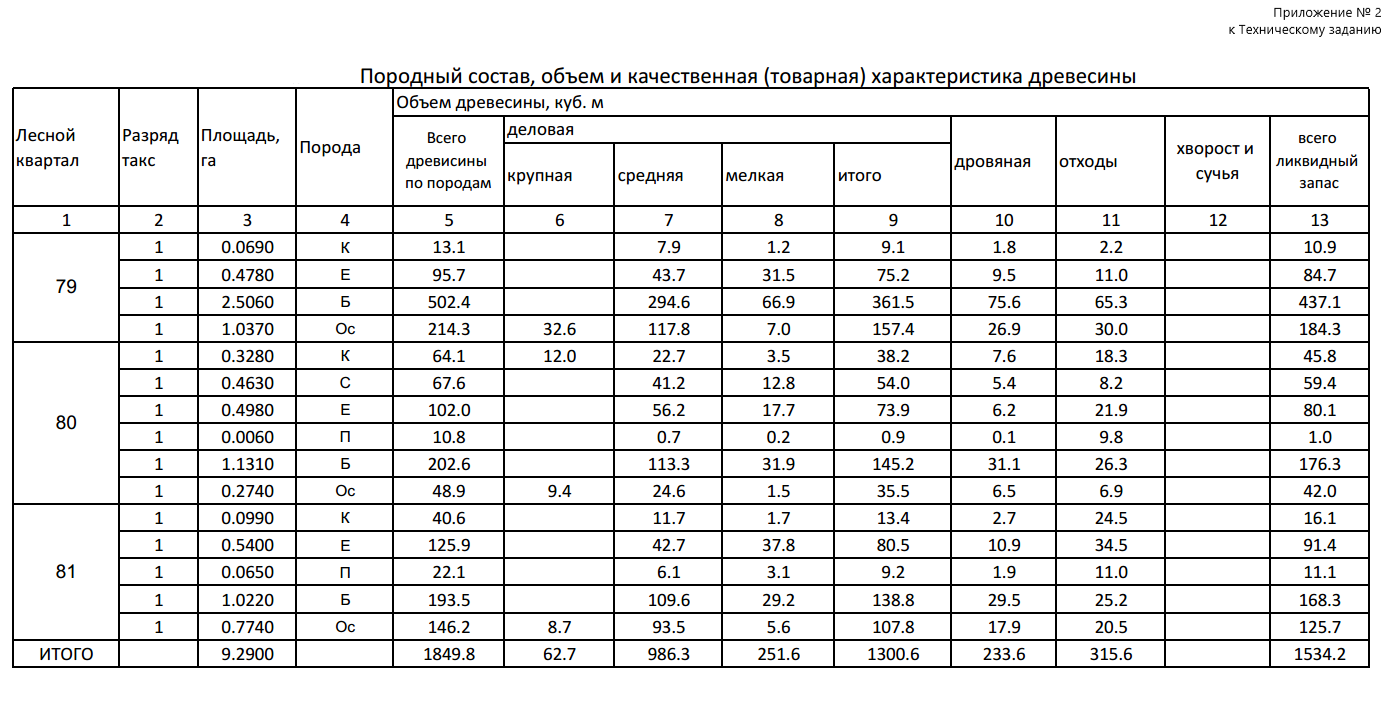 Приложение № 2
к Техническому заданию
Породный состав, объем и качественная (товарная) характеристика древесины
Лесной квартал Разряд такс Площадь, га Порода Объем древесины, куб. м
Всего древисины по породам деловая дровяная отходы хворост и сучья всего ликвидный запас
крупная средняя мелкая итого
1 2 3 4 5 6 7 8 9 10 11 12 13
79 1 0.0690 К 13.1 7.9 1.2 9.1 1.8 2.2 10.9
1 0.4780 Е 95.7 43.7 31.5 75.2 9.5 11.0 84.7
1 2.5060 Б 502.4 294.6 66.9 361.5 75.6 65.3 437.1
1 1.0370 Ос 214.3 32.6 117.8 7.0 157.4 26.9 30.0 184.3
80 1 0.3280 К 64.1 12.0 22.7 3.5 38.2 7.6 18.3 45.8
1 0.4630 С 67.6 41.2 12.8 54.0 5.4 8.2 59.4
1 0.4980 Е 102.0 56.2 17.7 73.9 6.2 21.9 80.1
1 0.0060 П 10.8 0.7 0.2 0.9 0.1 9.8 1.0
1 1.1310 Б 202.6 113.3 31.9 145.2 31.1 26.3 176.3
1 0.2740 Ос 48.9 9.4 24.6 1.5 35.5 6.5 6.9 42.0
81 1 0.0990 К 40.6 11.7 1.7 13.4 2.7 24.5 16.1
1 0.5400 Е 125.9 42.7 37.8 80.5 10.9 34.5 91.4
1 0.0650 П 22.1 6.1 3.1 9.2 1.9 11.0 11.1
1 1.0220 Б 193.5 109.6 29.2 138.8 29.5 25.2 168.3
1 0.7740 Ос 146.2 8.7 93.5 5.6 107.8 17.9 20.5 125.7
ИТОГО 9.2900 1849.8 62.7 986.3 251.6 1300.6 233.6 315.6 1534.2